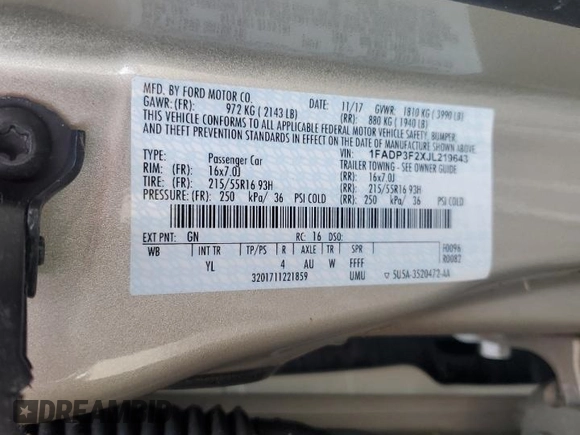 MFD. BY FORD MOTOR CO.
DATE: 11/17 GVWR: 1810 KG ( 3990 LB)
GAWR: (FR): 972 KG ( 2143 LB) (RR): 880 KG ( 1940 LB)
THIS VEHICLE CONFORMS TO ALL APPLICABLE FEDERAL MOTOR VEHICLE SAFETY, BUMPER,
AND THEFT PREVENTION STANDARDS IN EFFECT ON THE DATE OF MANUFACTURE SHOWN ABOVE.
VIN: 1FADP3F2XJL219643
TYPE: Passenger Car TRAILER TOWING - SEE OWNER GUIDE
RIM: (FR): 16x7.0J (RR): 16x7.0J
TIRE: (FR): 215/55R16 93H (RR): 215/55R16 93H
PRESSURE: (FR): 250 kPa/ 36 PSI COLD (RR): 250 kPa/ 36 PSI COLD
EXT PNT: GN RC: 16 DSO: F0096
WB INT TR TP/PS R AXLE TR SPR R0082
YL 4 AU W FFFF
3201711221859 UMU 5U5A-3520472-AA
DREAMBID